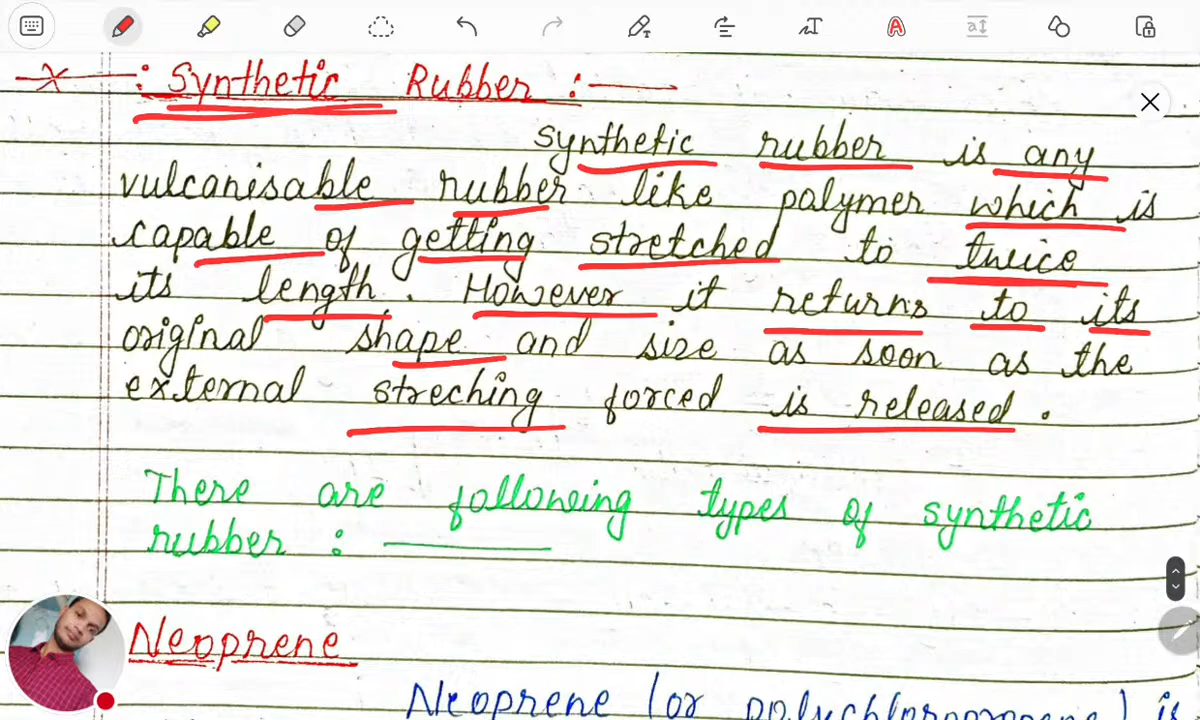 : Synthetic Rubber :
Synthetic rubber is any
vulcanisable rubber like polymer which is
capable of getting stretched to twice
its length. However it returns to its
original shape and size as soon as the
external streching forced is released.
There are following types of synthetic
rubber :
Neoprene
Neoprene (or polychloroprene) is